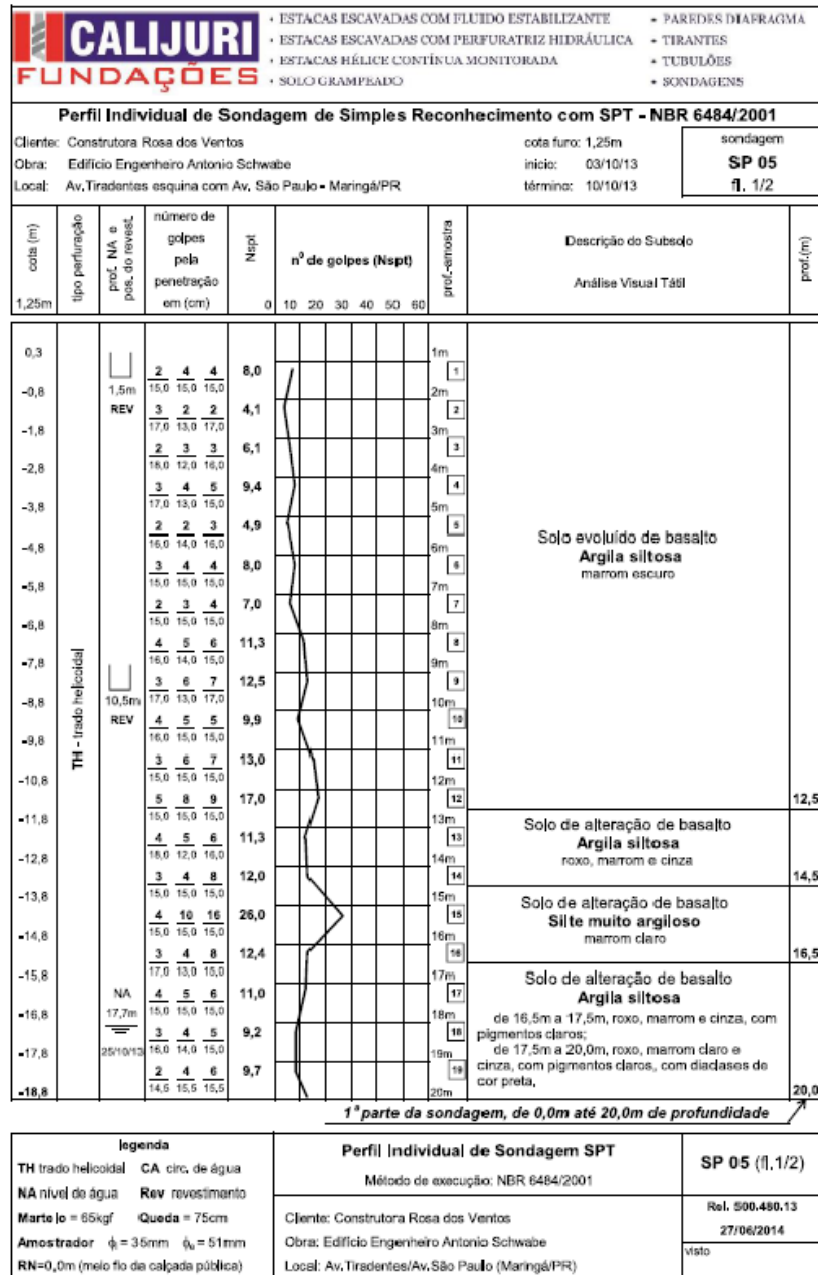 CALIJURI
FUNDAÇÕES
• ESTACAS ESCAVADAS COM FLUIDO ESTABILIZANTE
• ESTACAS ESCAVADAS COM PERFURATRIZ HIDRÁULICA
• ESTACAS HÉLICE CONTÍNUA MONITORADA
• SOLO GRAMPEADO
• PAREDES DIAFRAGMA
• TIRANTES
• TUBULÕES
• SONDAGENS
Perfil Individual de Sondagem de Simples Reconhecimento com SPT - NBR 6484/2001
Cliente: Construtora Rosa dos Ventos
Obra: Edifício Engenheiro Antonio Schwabe
Local: Av. Tiradentes esquina com Av. São Paulo - Maringá/PR
cota furo: 1,25m
início: 03/10/13
término: 10/10/13
sondagem
SP 05
fl. 1/2
cota (m)
1,25m
tipo perfuração
prof. NA e
pos. do revest.
número de
golpes
pela
penetração
em (cm)
Nspt
nº de golpes (Nspt)
0 10 20 30 40 50 60
prof.-amostra
Descrição do Subsolo
Análise Visual Tátil
prof.(m)
0,3
-0,8
-1,8
-2,8
-3,8
-4,8
-5,8
-6,8
-7,8
-8,8
-9,8
-10,8
-11,8
-12,8
-13,8
-14,8
-15,8
-16,8
-17,8
-18,8
TH - trado helicoidal
1,5m
REV
10,5m
REV
NA
17,7m
25/10/13
2 4 4 8,0
15,0 15,0 15,0
3 2 2 4,1
17,0 13,0 17,0
2 3 3 6,1
18,0 12,0 16,0
3 4 5 9,4
17,0 13,0 15,0
2 2 3 4,9
16,0 14,0 16,0
3 4 4 8,0
15,0 15,0 15,0
2 3 4 7,0
15,0 15,0 15,0
4 5 6 11,3
16,0 14,0 15,0
3 6 7 12,5
17,0 13,0 17,0
4 5 5 9,9
16,0 15,0 15,0
3 6 7 13,0
15,0 15,0 15,0
5 8 9 17,0
15,0 15,0 15,0
4 5 6 11,3
18,0 12,0 16,0
3 4 8 12,0
15,0 15,0 15,0
4 10 16 26,0
15,0 15,0 15,0
3 4 8 12,4
17,0 13,0 15,0
4 5 6 11,0
15,0 15,0 15,0
3 4 5 9,2
16,0 14,0 15,0
2 4 6 9,7
14,5 15,5 15,5
1m
1
2m
2
3m
3
4m
4
5m
5
6m
6
7m
7
8m
8
9m
9
10m
10
11m
11
12m
12
13m
13
14m
14
15m
15
16m
16
17m
17
18m
18
19m
19
20m
Solo evoluído de basalto
Argila siltosa
marrom escuro
12,5
Solo de alteração de basalto
Argila siltosa
roxo, marrom e cinza
14,5
Solo de alteração de basalto
Silte muito argiloso
marrom claro
16,5
Solo de alteração de basalto
Argila siltosa
de 16,5m a 17,5m, roxo, marrom e cinza, com
pigmentos claros;
de 17,5m a 20,0m, roxo, marrom claro e
cinza, com pigmentos claros, com diaclases de
cor preta.
20,0
1ª parte da sondagem, de 0,0m até 20,0m de profundidade
legenda
TH trado helicoidal CA circ. de água
NA nível de água Rev revestimento
Martelo = 65kgf Queda = 75cm
Amostrador ϕi = 35mm ϕe = 51mm
RN=0,0m (meio fio da calçada pública)
Perfil Individual de Sondagem SPT
Método de execução: NBR 6484/2001
Cliente: Construtora Rosa dos Ventos
Obra: Edifício Engenheiro Antonio Schwabe
Local: Av. Tiradentes/Av. São Paulo (Maringá/PR)
SP 05 (fl.1/2)
Rel. 500.480.13
27/06/2014
visto